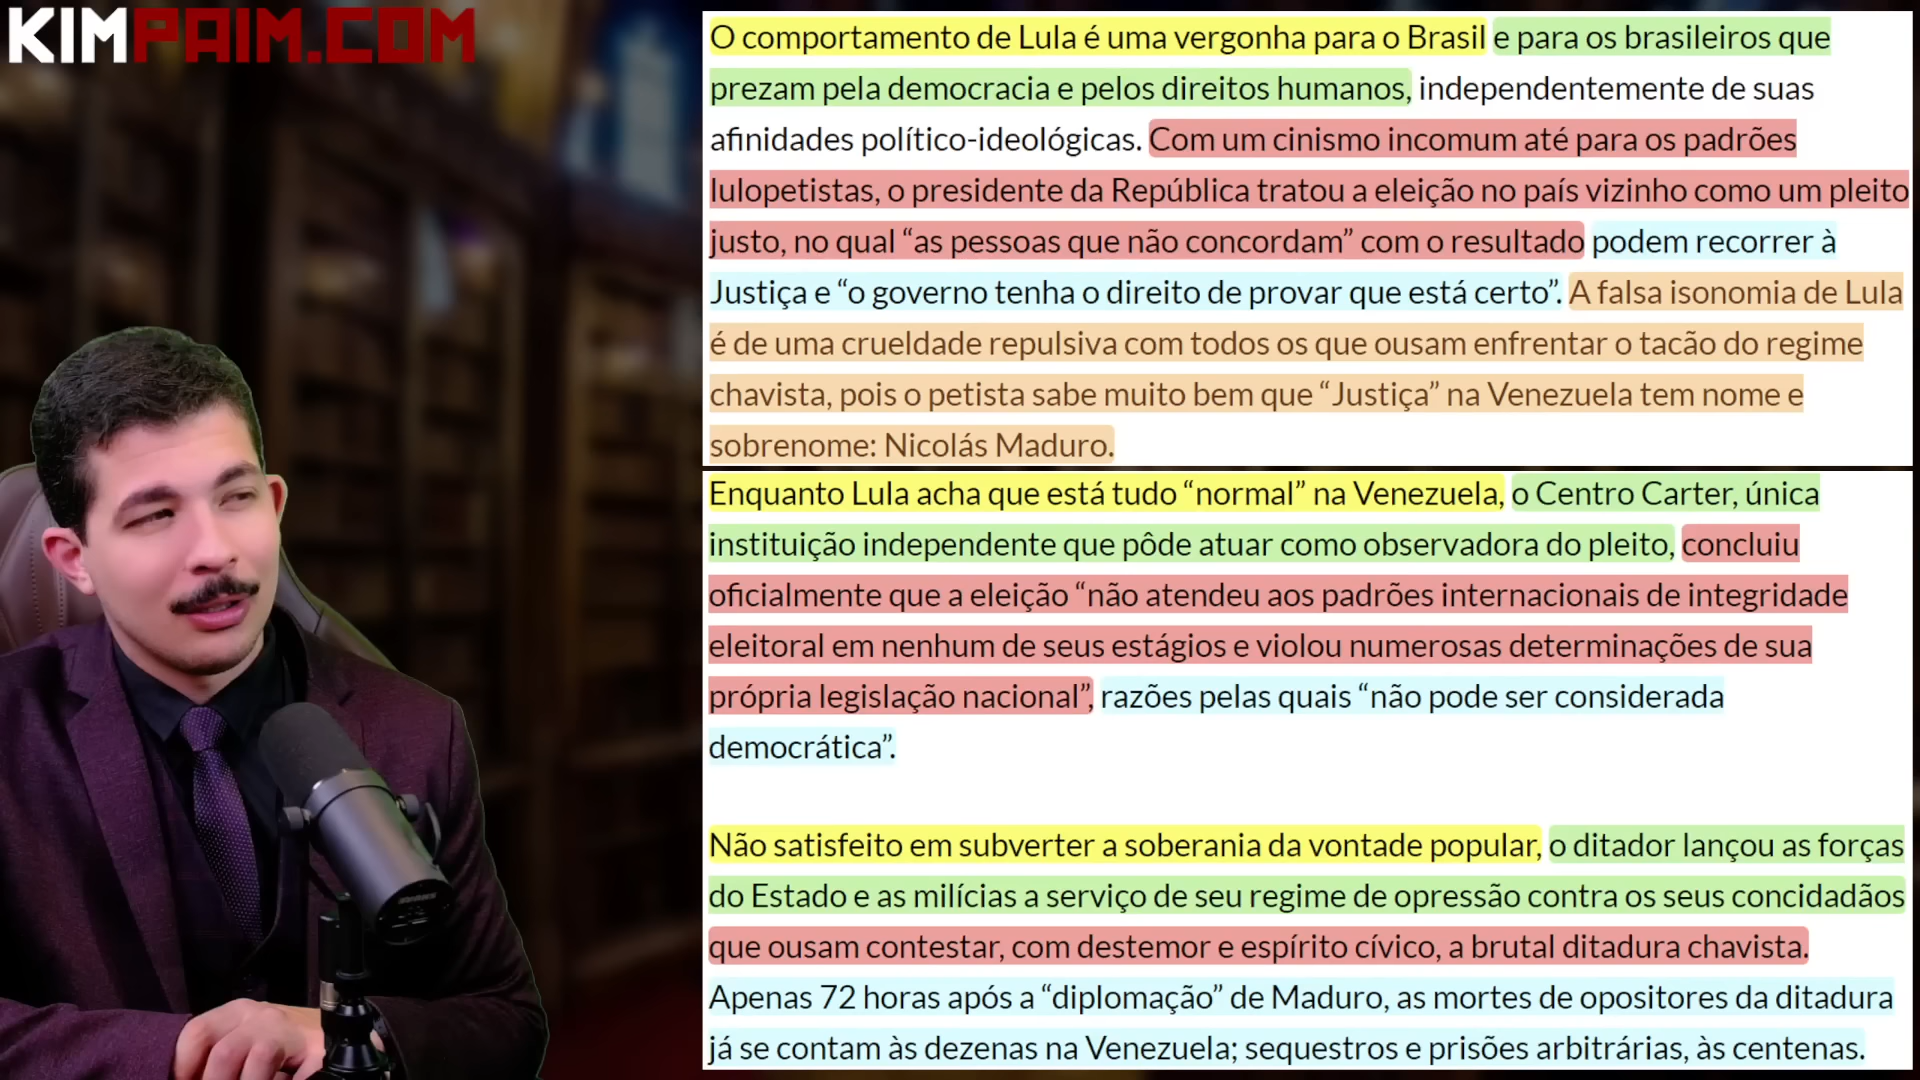 KIMPAIM.COM
O comportamento de Lula é uma vergonha para o Brasil e para os brasileiros que
prezam pela democracia e pelos direitos humanos, independentemente de suas
afinidades político-ideológicas. Com um cinismo incomum até para os padrões
lulopetistas, o presidente da República tratou a eleição no país vizinho como um pleito
justo, no qual “as pessoas que não concordam” com o resultado podem recorrer à
Justiça e “o governo tenha o direito de provar que está certo”. A falsa isonomia de Lula
é de uma crueldade repulsiva com todos os que ousam enfrentar o tacão do regime
chavista, pois o petista sabe muito bem que “Justiça” na Venezuela tem nome e
sobrenome: Nicolás Maduro.
Enquanto Lula acha que está tudo “normal” na Venezuela, o Centro Carter, única
instituição independente que pôde atuar como observadora do pleito, concluiu
oficialmente que a eleição “não atendeu aos padrões internacionais de integridade
eleitoral em nenhum de seus estágios e violou numerosas determinações de sua
própria legislação nacional”, razões pelas quais “não pode ser considerada
democrática”.
Não satisfeito em subverter a soberania da vontade popular, o ditador lançou as forças
do Estado e as milícias a serviço de seu regime de opressão contra os seus concidadãos
que ousam contestar, com destemor e espírito cívico, a brutal ditadura chavista.
Apenas 72 horas após a “diplomação” de Maduro, as mortes de opositores da ditadura
já se contam às dezenas na Venezuela; sequestros e prisões arbitrárias, às centenas.